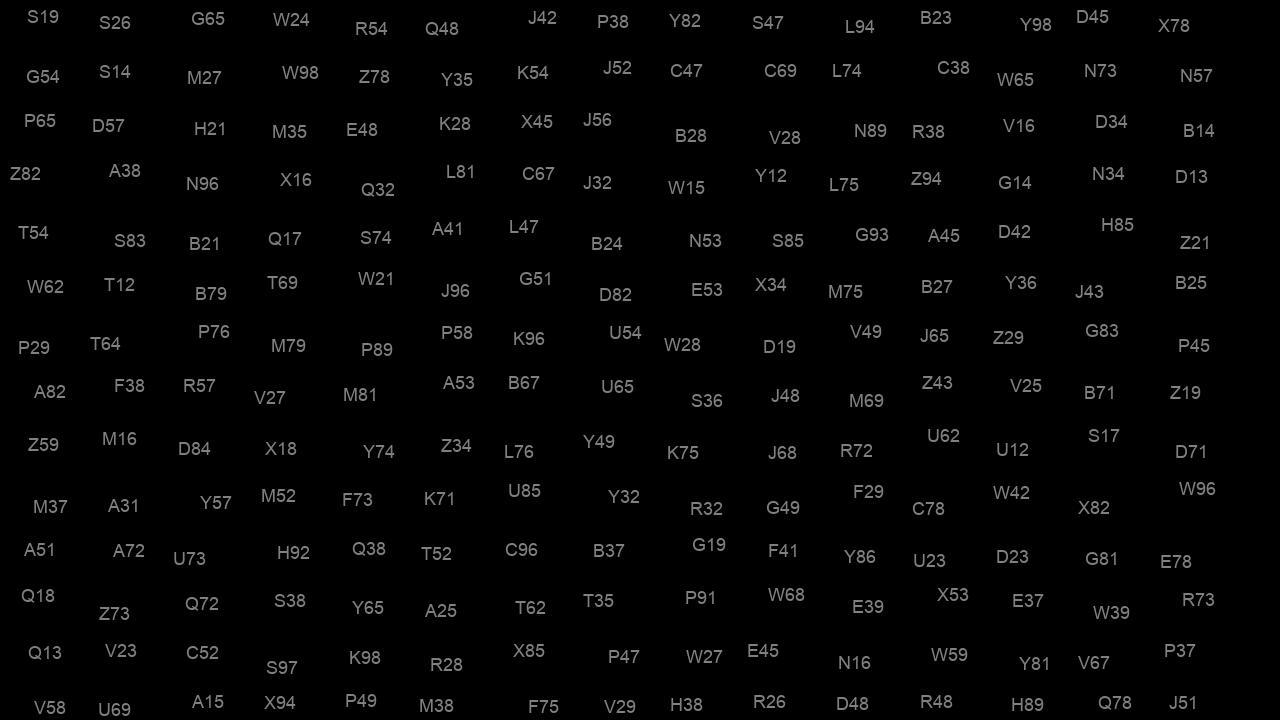 S19 S26 G65 W24 R54 Q48 J42 P38 Y82 S47 L94 B23 Y98 D45 X78
G54 S14 M27 W98 Z78 Y35 K54 J52 C47 C69 L74 C38 W65 N73 N57
P65 D57 H21 M35 E48 K28 X45 J56 B28 V28 N89 R38 V16 D34 B14
Z82 A38 N96 X16 Q32 L81 C67 J32 W15 Y12 L75 Z94 G14 N34 D13
T54 S83 B21 Q17 S74 A41 L47 B24 N53 S85 G93 A45 D42 H85 Z21
W62 T12 B79 T69 W21 J96 G51 D82 E53 X34 M75 B27 Y36 J43 B25
P29 T64 P76 M79 P89 P58 K96 U54 W28 D19 V49 J65 Z29 G83 P45
A82 F38 R57 V27 M81 A53 B67 U65 S36 J48 M69 Z43 V25 B71 Z19
Z59 M16 D84 X18 Y74 Z34 L76 Y49 K75 J68 R72 U62 U12 S17 D71
M37 A31 Y57 M52 F73 K71 U85 Y32 R32 G49 F29 C78 W42 X82 W96
A51 A72 U73 H92 Q38 T52 C96 B37 G19 F41 Y86 U23 D23 G81 E78
Q18 Z73 Q72 S38 Y65 A25 T62 T35 P91 W68 E39 X53 E37 W39 R73
Q13 V23 C52 S97 K98 R28 X85 P47 W27 E45 N16 W59 Y81 V67 P37
V58 U69 A15 X94 P49 M38 F75 V29 H38 R26 D48 R48 H89 Q78 J51